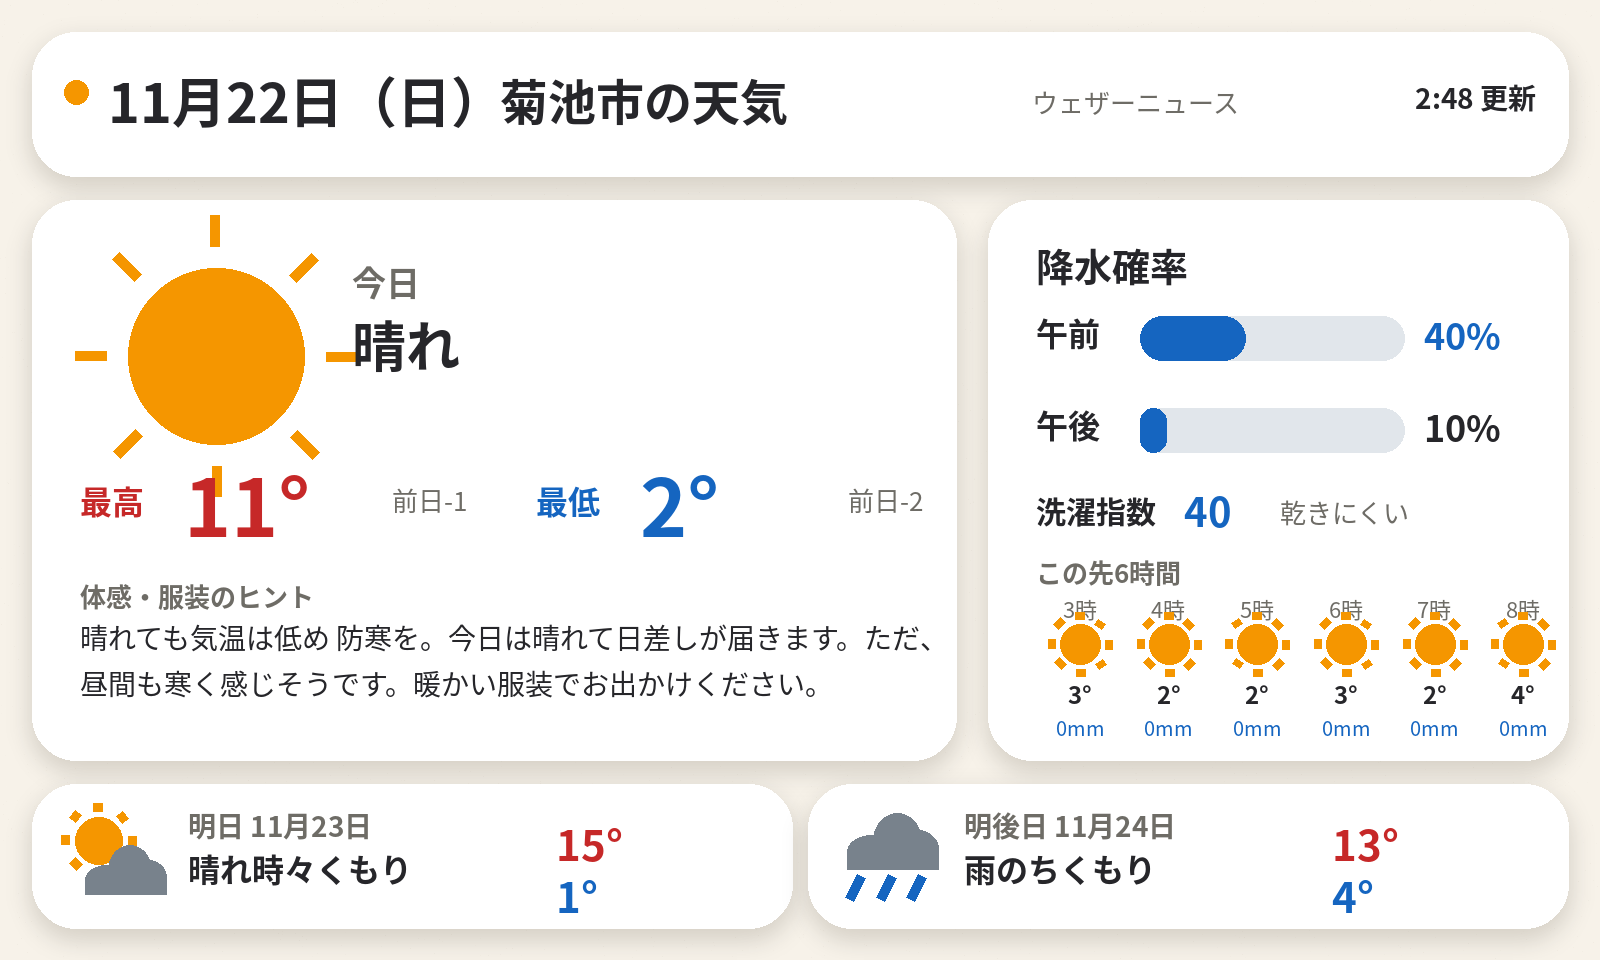 11月22日（日）菊池市の天気
ウェザーニュース
2:48 更新
今日
晴れ
最高 11° 前日-1 最低 2° 前日-2
体感・服装のヒント
晴れても気温は低め 防寒を。今日は晴れて日差しが届きます。ただ、
昼間も寒く感じそうです。暖かい服装でお出かけください。
降水確率
午前 40%
午後 10%
洗濯指数 40 乾きにくい
この先6時間
3時 4時 5時 6時 7時 8時
3° 2° 2° 3° 2° 4°
0mm 0mm 0mm 0mm 0mm 0mm
明日 11月23日
晴れ時々くもり
15°
1°
明後日 11月24日
雨のちくもり
13°
4°